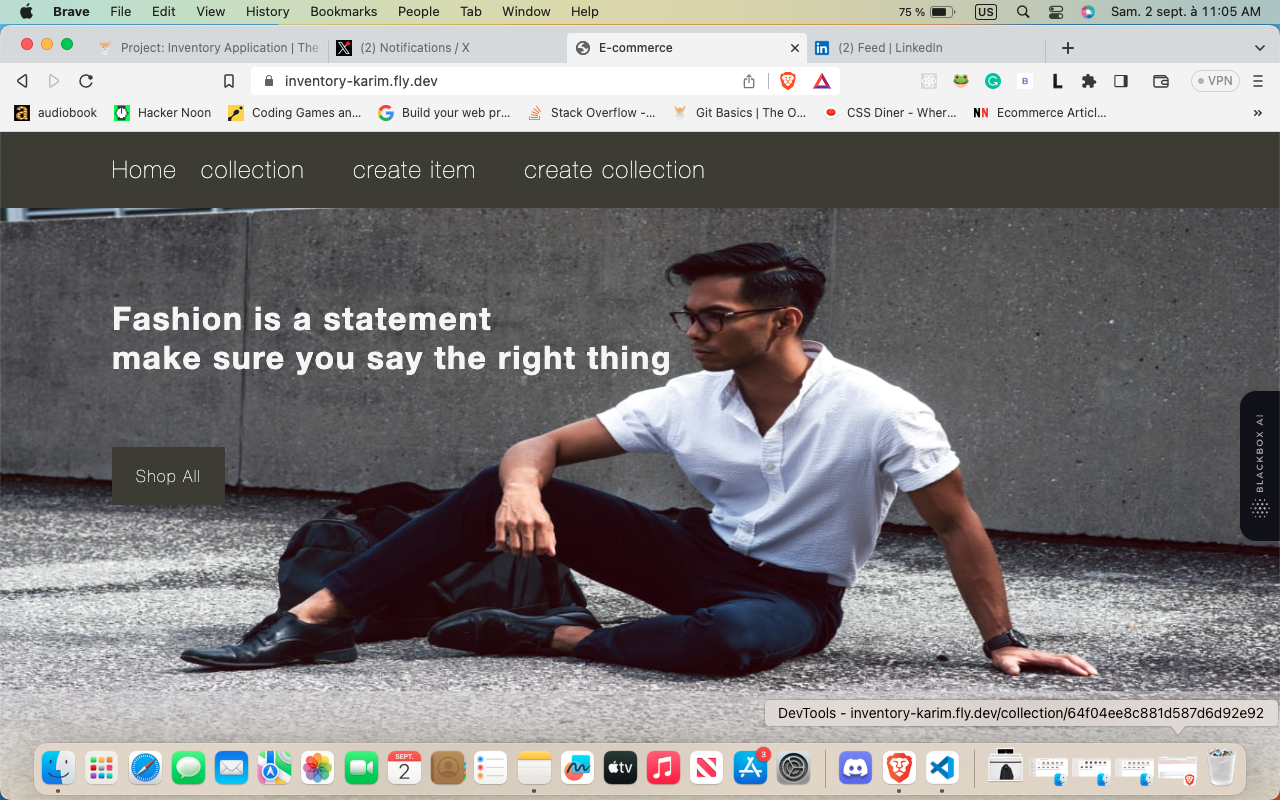 Brave File Edit View History Bookmarks People Tab Window Help 75 % US Sam. 2 sept. à 11:05 AM
Project: Inventory Application | The (2) Notifications / X E-commerce (2) Feed | LinkedIn
inventory-karim.fly.dev VPN
audiobook Hacker Noon Coding Games an... Build your web pr... Stack Overflow -... Git Basics | The O... CSS Diner - Wher... Ecommerce Articl...
Home collection create item create collection
Fashion is a statement
make sure you say the right thing
Shop All
BLACKBOX AI
DevTools - inventory-karim.fly.dev/collection/64f04ee8c881d587d6d92e92
SEPT.
2
tv
3